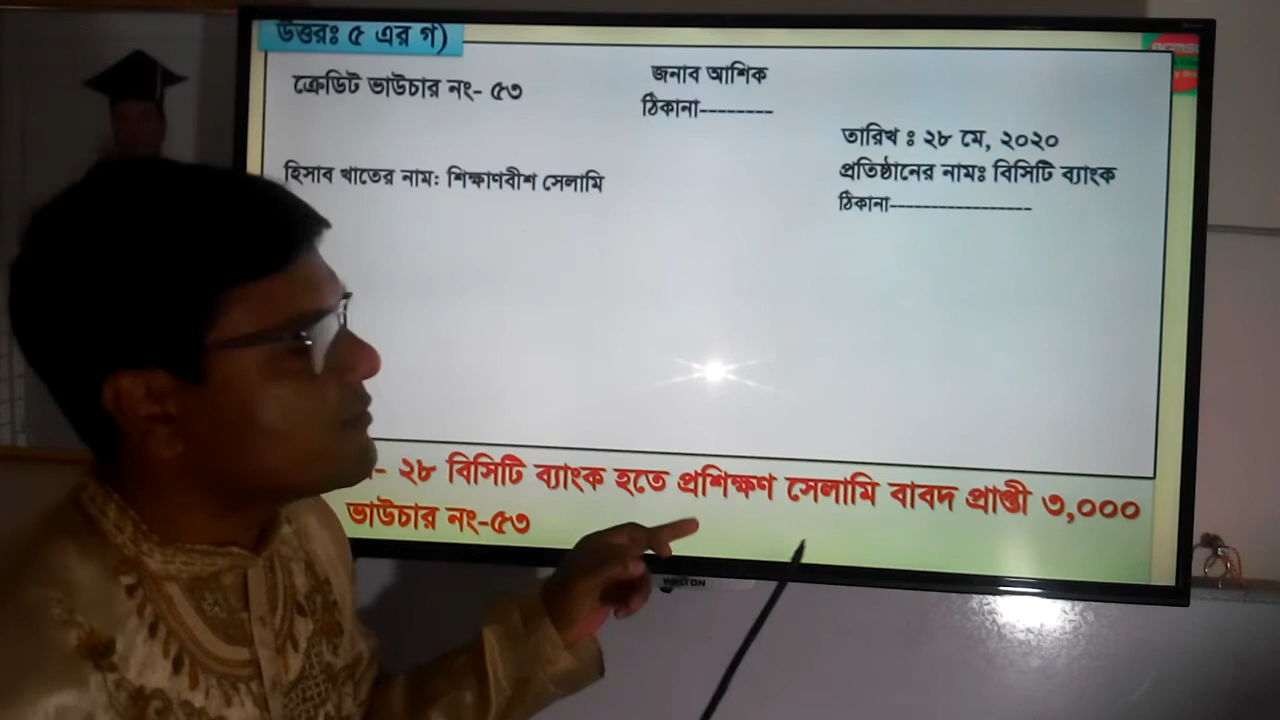 উত্তরঃ ৫ এর গ)
ক্রেডিট ভাউচার নং- ৫৩
জনাব আশিক
ঠিকানা--------
তারিখ ঃ ২৮ মে, ২০২০
প্রতিষ্ঠানের নামঃ বিসিটি ব্যাংক
ঠিকানা-----------------
হিসাব খাতের নাম: শিক্ষাণবীশ সেলামি
- ২৮ বিসিটি ব্যাংক হতে প্রশিক্ষণ সেলামি বাবদ প্রাপ্তী ৩,০০০
ভাউচার নং-৫৩
WALTON